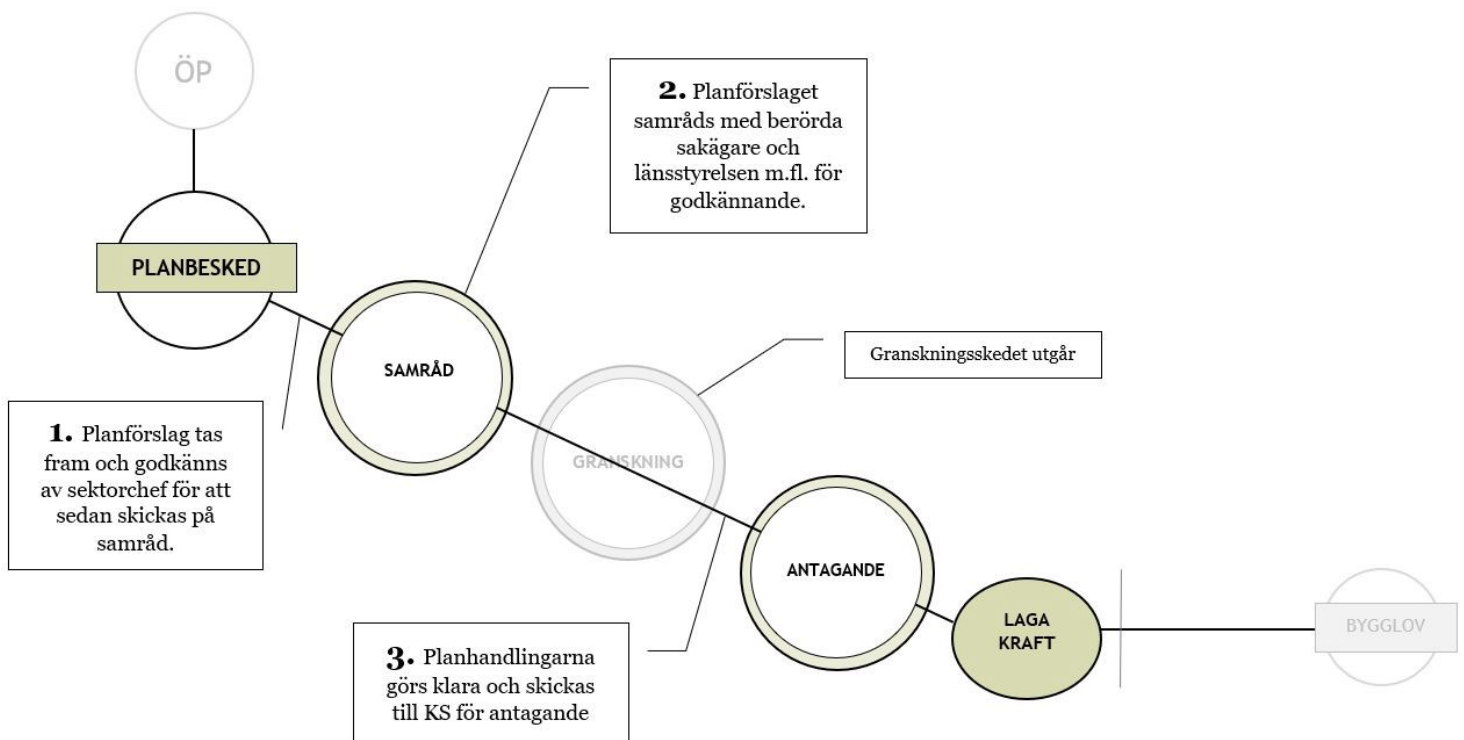 ÖP
PLANBESKED
1. Planförslag tas
fram och godkänns
av sektorchef för att
sedan skickas på
samråd.
SAMRÅD
2. Planförslaget
samråds med berörda
sakägare och
länsstyrelsen m.fl. för
godkännande.
GRANSKNING
Granskningsskedet utgår
3. Planhandlingarna
görs klara och skickas
till KS för antagande
ANTAGANDE
LAGA
KRAFT
BYGGLOV